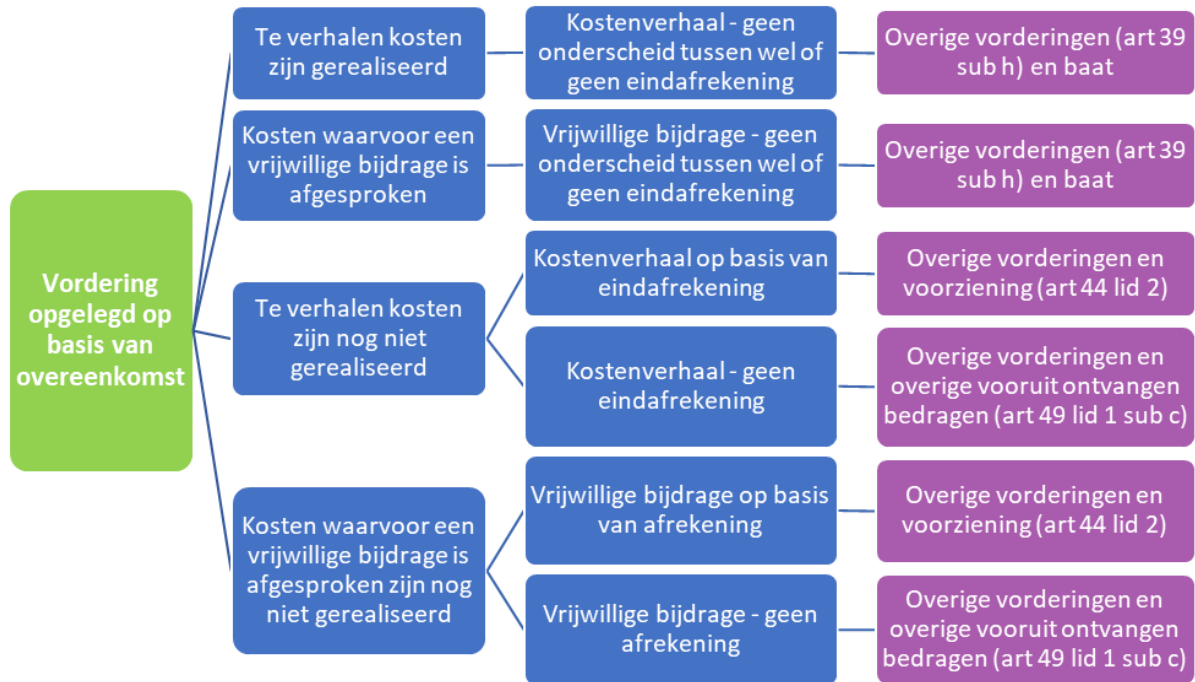 Vordering
opgelegd op
basis van
overeenkomst
Te verhalen kosten
zijn gerealiseerd
Kostenverhaal - geen
onderscheid tussen wel of
geen eindafrekening
Overige vorderingen (art 39
sub h) en baat
Kosten waarvoor een
vrijwillige bijdrage is
afgesproken
Vrijwillige bijdrage - geen
onderscheid tussen wel of
geen eindafrekening
Overige vorderingen (art 39
sub h) en baat
Te verhalen kosten
zijn nog niet
gerealiseerd
Kostenverhaal op basis van
eindafrekening
Overige vorderingen en
voorziening (art 44 lid 2)
Kostenverhaal - geen
eindafrekening
Overige vorderingen en
overige vooruit ontvangen
bedragen (art 49 lid 1 sub c)
Kosten waarvoor een
vrijwillige bijdrage is
afgesproken zijn nog
niet gerealiseerd
Vrijwillige bijdrage op basis
van afrekening
Overige vorderingen en
voorziening (art 44 lid 2)
Vrijwillige bijdrage - geen
afrekening
Overige vorderingen en
overige vooruit ontvangen
bedragen (art 49 lid 1 sub c)